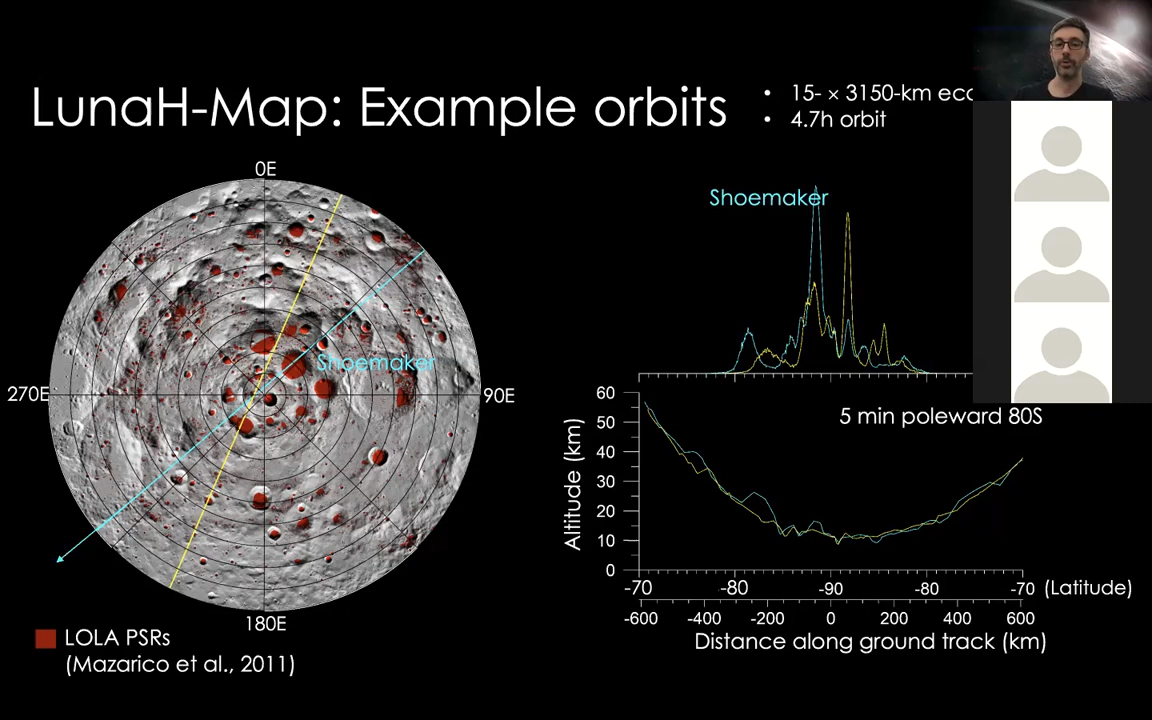 LunaH-Map: Example orbits
• 15- × 3150-km
• 4.7h orbit
0E
Shoemaker
270E
90E
180E
LOLA PSRs
(Mazarico et al., 2011)
Shoemaker
5 min poleward 80S
Altitude (km)
60
50
40
30
20
10
0
-70 -80 -90 -80 -70 (Latitude)
-600 -400 -200 0 200 400 600
Distance along ground track (km)